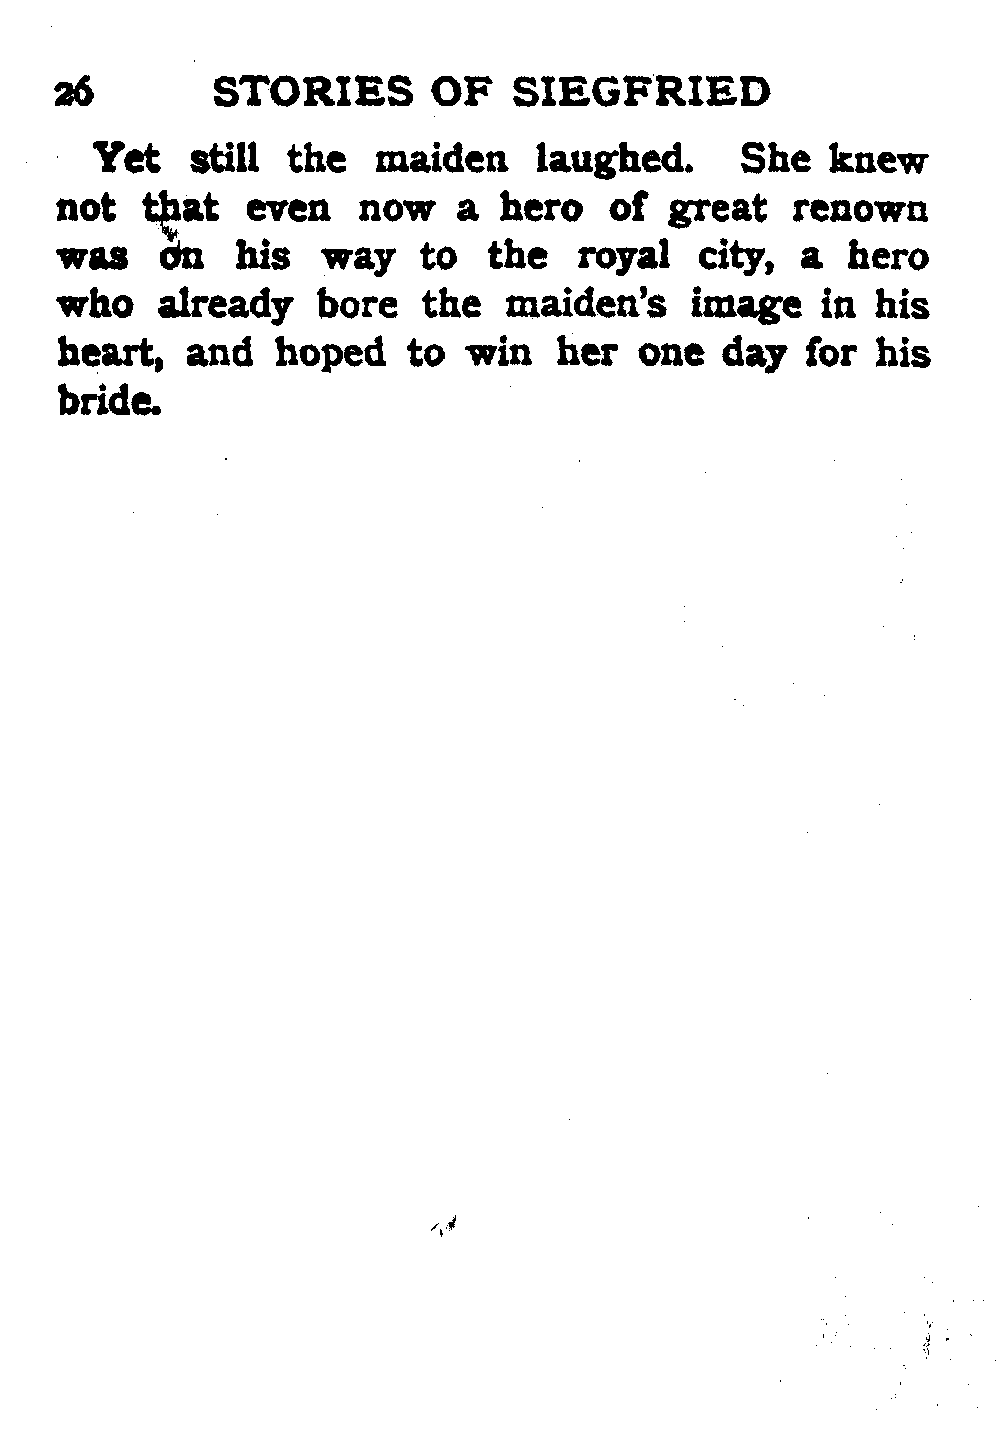 26 STORIES OF SIEGFRIED
Yet still the maiden laughed. She knew
not that even now a hero of great renown
was on his way to the royal city, a hero
who already bore the maiden's image in his
heart, and hoped to win her one day for his
bride.